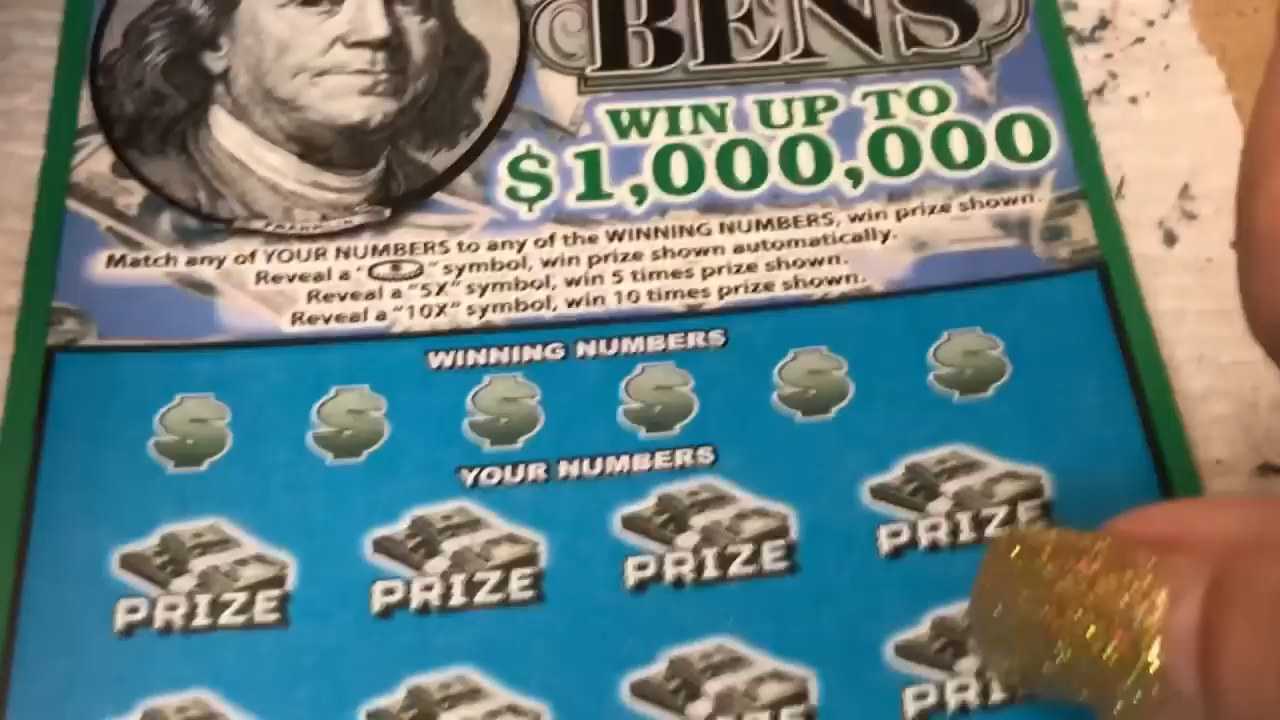 BENS
WIN UP TO
$1,000,000
Match any of YOUR NUMBERS to any of the WINNING NUMBERS, win prize shown.
Reveal a " " symbol, win prize shown automatically.
Reveal a "5X" symbol, win 5 times prize shown.
Reveal a "10X" symbol, win 10 times prize shown.
WINNING NUMBERS
$ $ $ $ $ $
YOUR NUMBERS
PRIZE PRIZE PRIZE PRIZE